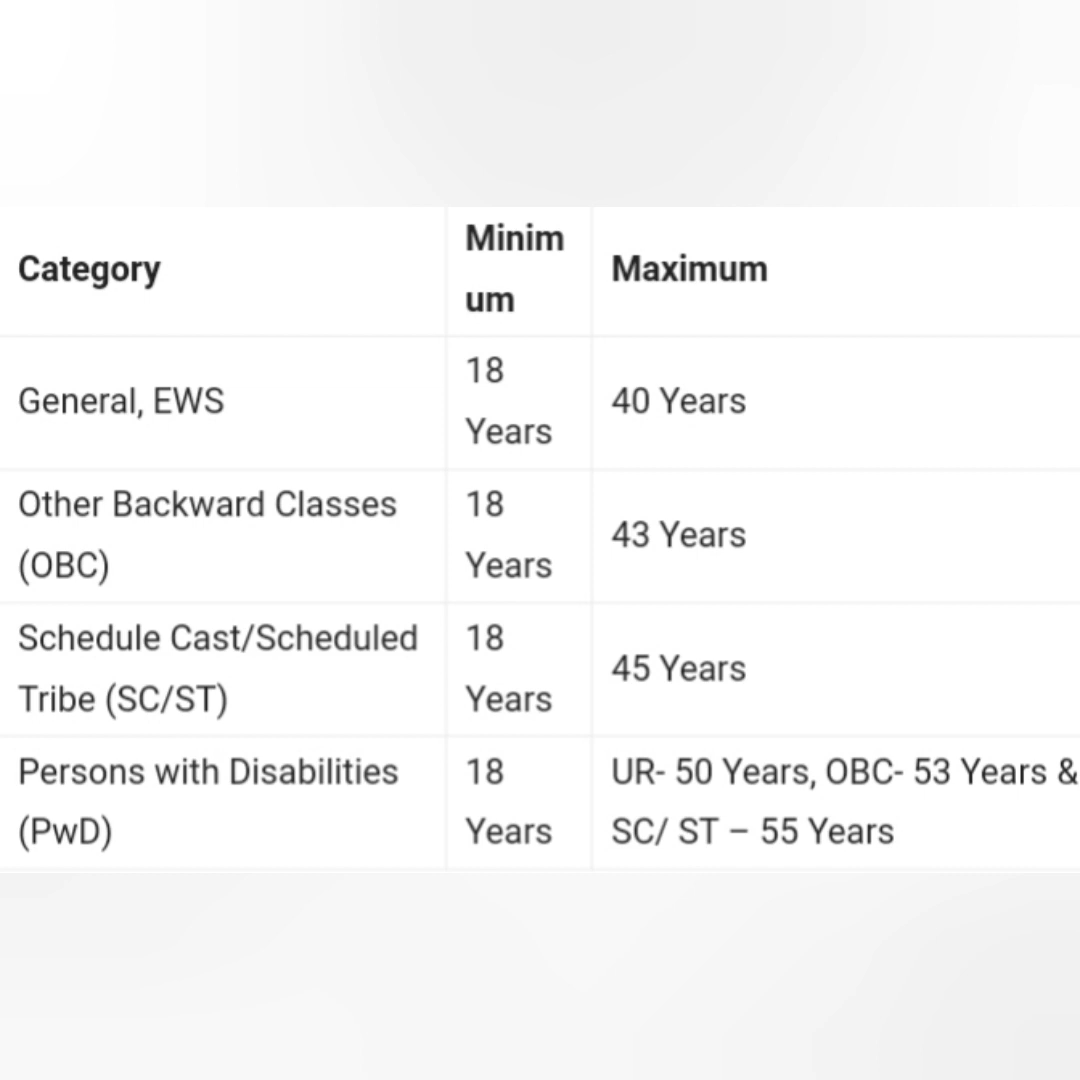 Category
Minim
um
Maximum
General, EWS
18
Years
40 Years
Other Backward Classes
(OBC)
18
Years
43 Years
Schedule Cast/Scheduled
Tribe (SC/ST)
18
Years
45 Years
Persons with Disabilities
(PwD)
18
Years
UR- 50 Years, OBC- 53 Years &
SC/ ST – 55 Years